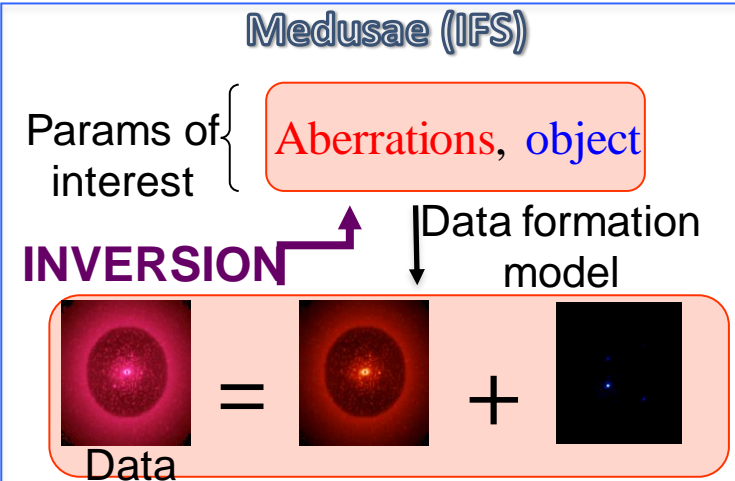 Medusae (IFS)
Params of
interest
Aberrations, object
INVERSION
Data formation
model
= +
Data